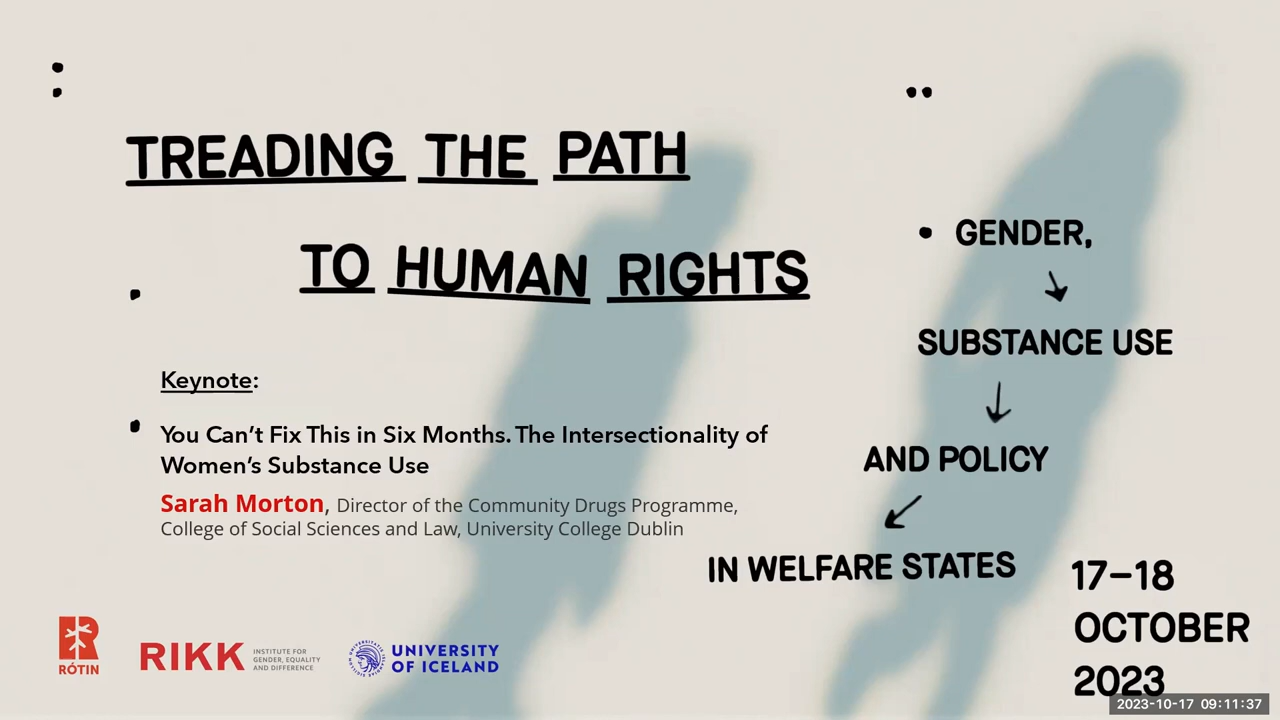 TREADING THE PATH
TO HUMAN RIGHTS
Keynote:
You Can't Fix This in Six Months. The Intersectionality of
Women's Substance Use
Sarah Morton, Director of the Community Drugs Programme,
College of Social Sciences and Law, University College Dublin
GENDER,
SUBSTANCE USE
AND POLICY
IN WELFARE STATES
17–18
OCTOBER
2023
RÓTIN
RIKK
INSTITUTE FOR
GENDER, EQUALITY
AND DIFFERENCE
UNIVERSITY
OF ICELAND
2023-10-17 09:11:37